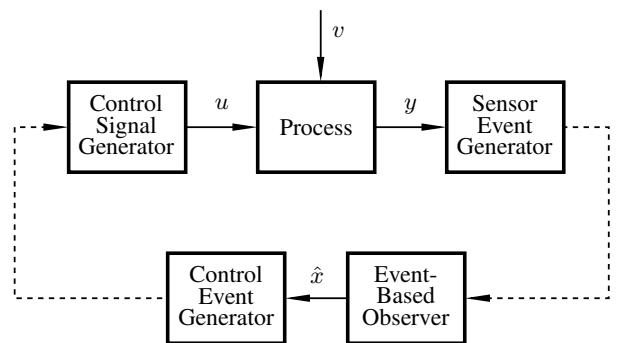 v
Control
Signal
Generator
u
Process
y
Sensor
Event
Generator
Control
Event
Generator
x̂
Event-
Based
Observer